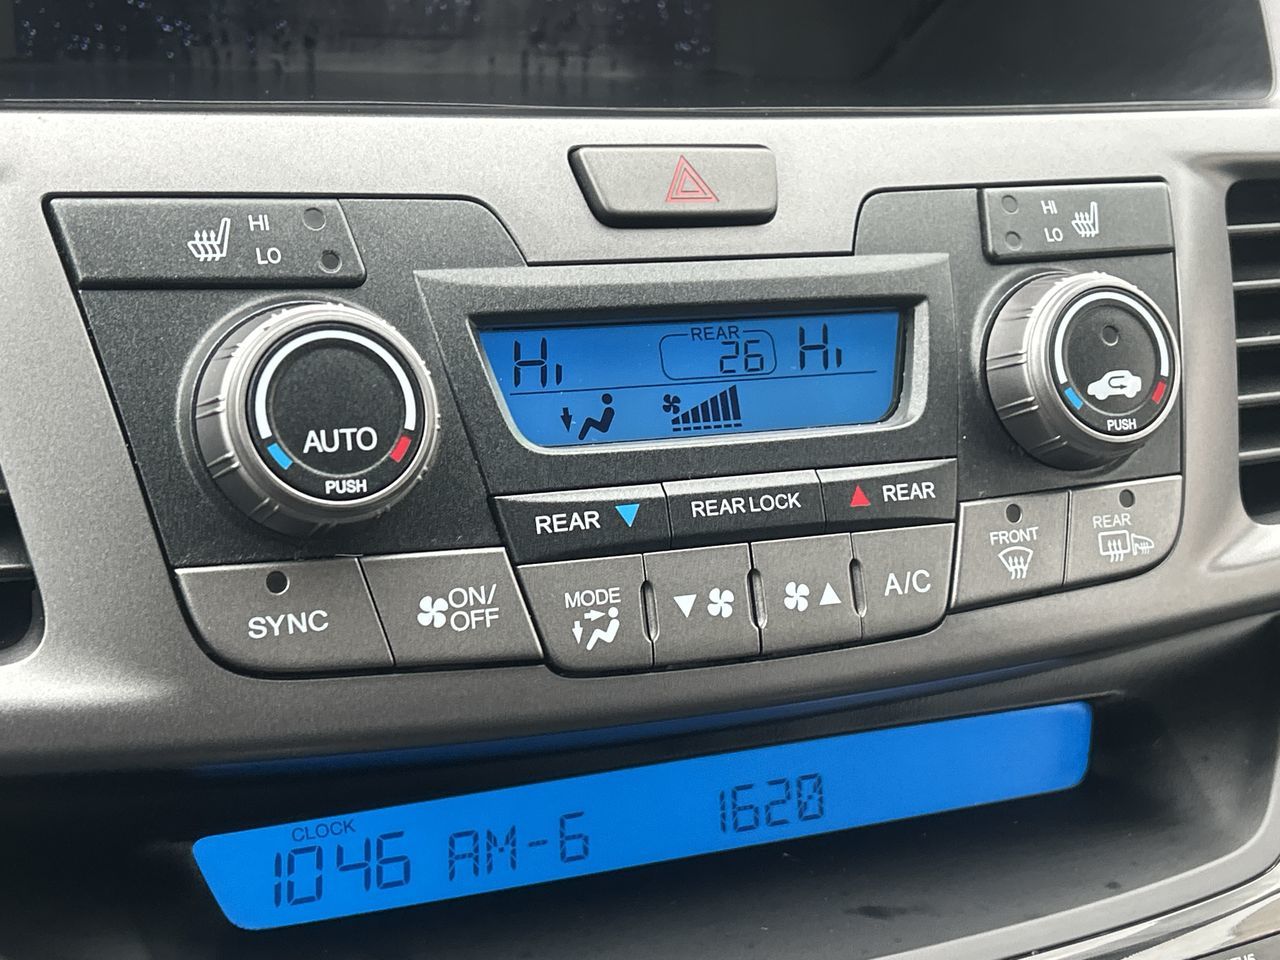 HI
LO
HI
LO
REAR
Hi 26 Hi
AUTO
PUSH
PUSH
REAR ▼
REAR LOCK
▲ REAR
SYNC
ON/
OFF
MODE
▼
▲
A/C
FRONT
REAR
CLOCK
1046 AM-6 1620